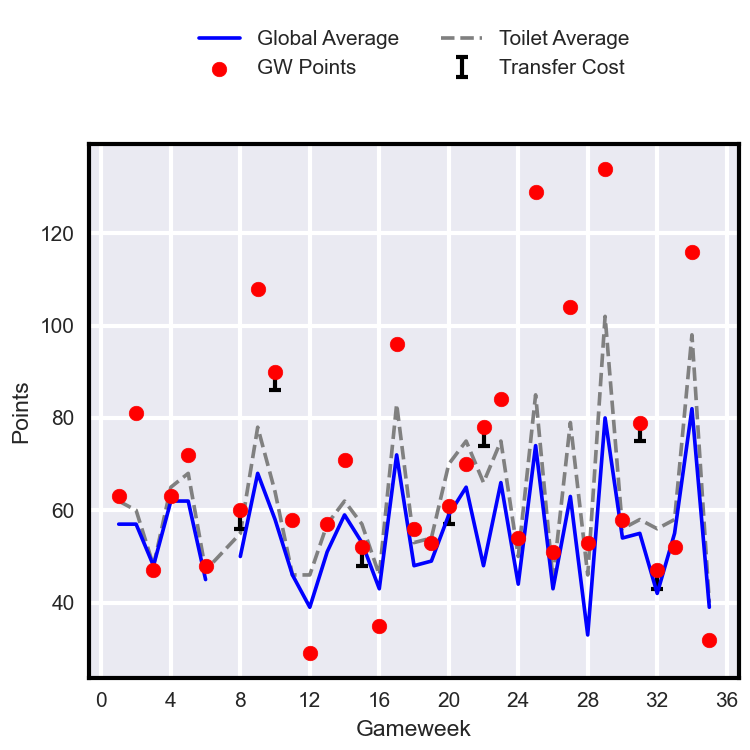 Global Average
Toilet Average
GW Points
Transfer Cost
120
100
80
60
40
Points
0 4 8 12 16 20 24 28 32 36
Gameweek